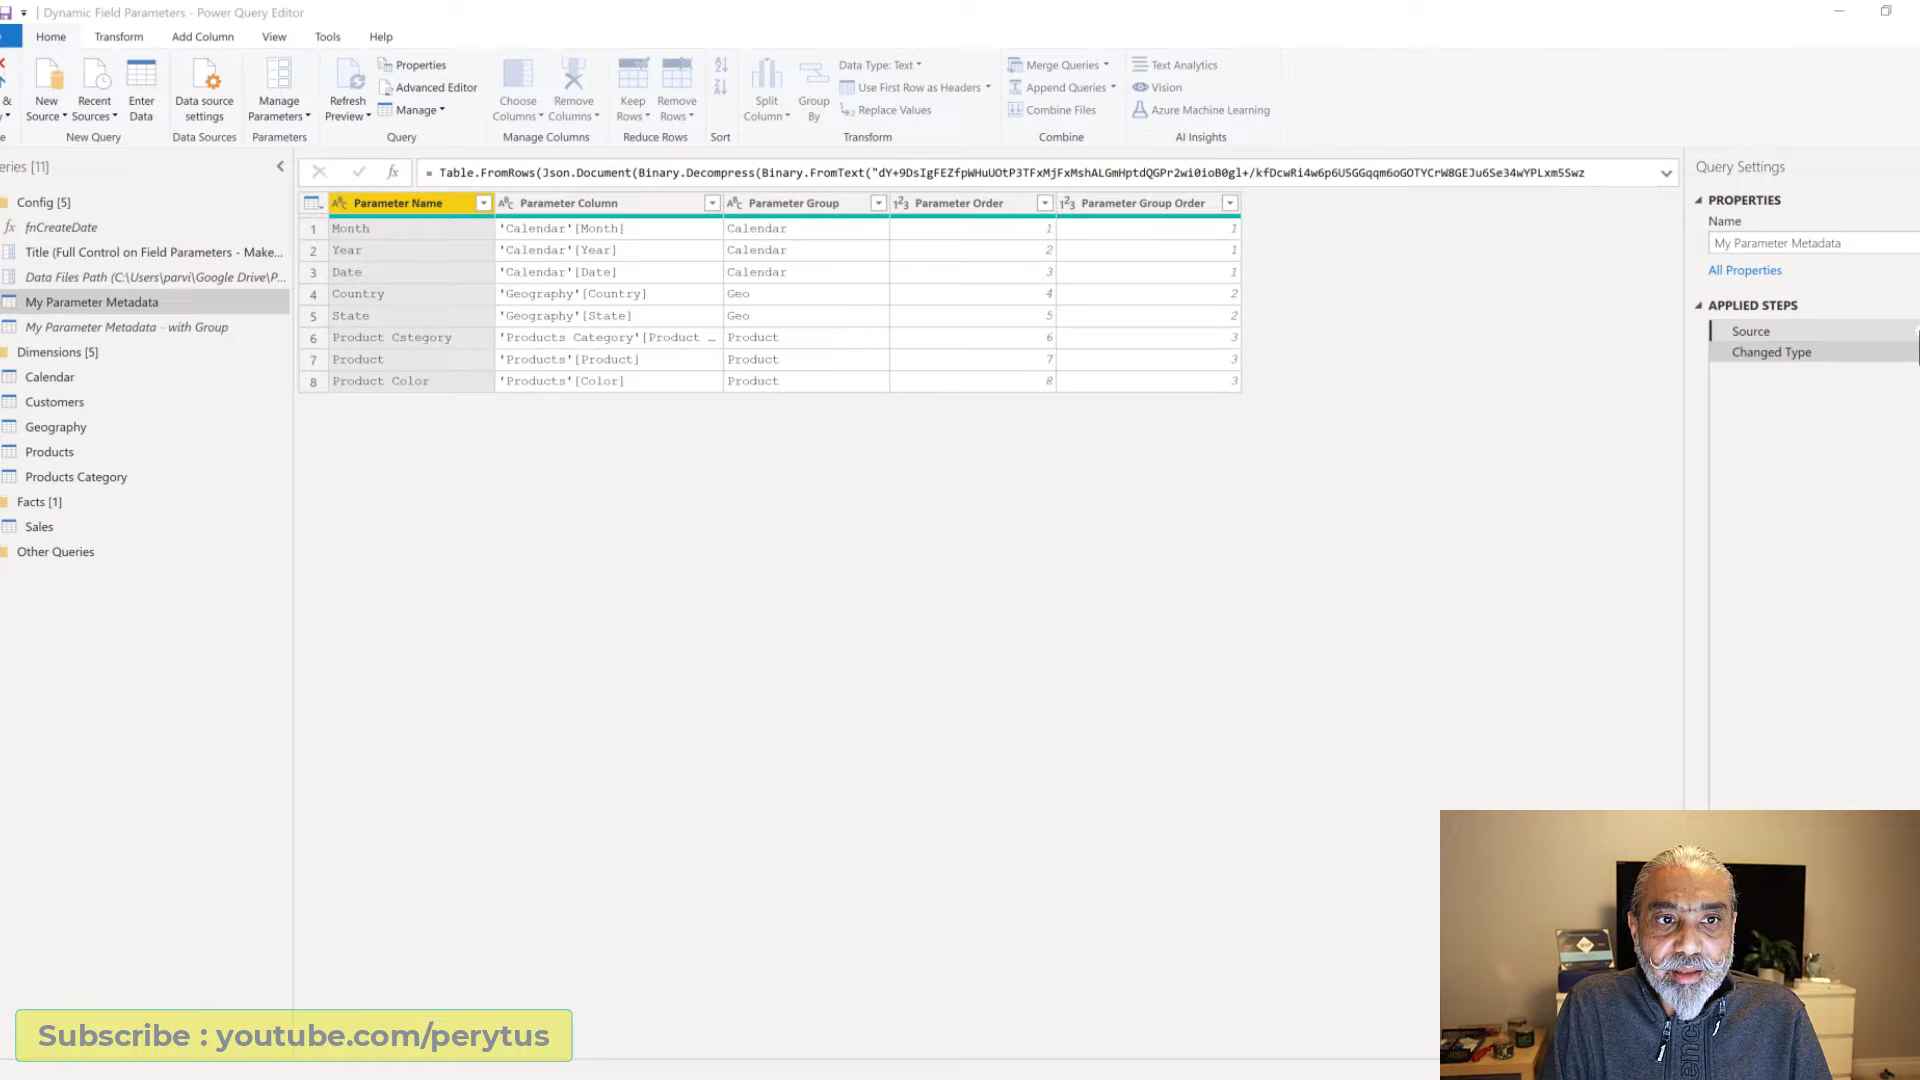 Dynamic Field Parameters - Power Query Editor
Home Transform Add Column View Tools Help
New Source
Recent Sources
Enter Data
New Query
Data source settings
Data Sources
Manage Parameters
Parameters
Refresh Preview
Properties
Advanced Editor
Manage
Query
Choose Columns
Remove Columns
Manage Columns
Keep Rows
Remove Rows
Reduce Rows
Sort
Split Column
Group By
Data Type: Text
Use First Row as Headers
Replace Values
Transform
Merge Queries
Append Queries
Combine Files
Combine
Text Analytics
Vision
Azure Machine Learning
AI Insights
eries [11]
Config [5]
fx fnCreateDate
Title (Full Control on Field Parameters - Make...
Data Files Path (C:\Users\parvi\Google Drive\P...
My Parameter Metadata
My Parameter Metadata - with Group
Dimensions [5]
Calendar
Customers
Geography
Products
Products Category
Facts [1]
Sales
Other Queries
fx = Table.FromRows(Json.Document(Binary.Decompress(Binary.FromText("dY+9DsIgFEZfpWHuUOtP3TFxMjFxMshALGmHptdQGPr2wi0ioB0gl+/kfDcwRi4w6p6U5GGqqm6oGOTYCrW8GEJu6Se34wYPLxm5Swz
Parameter Name Parameter Column Parameter Group Parameter Order Parameter Group Order
1 Month 'Calendar'[Month] Calendar 1 1
2 Year 'Calendar'[Year] Calendar 2 1
3 Date 'Calendar'[Date] Calendar 3 1
4 Country 'Geography'[Country] Geo 4 2
5 State 'Geography'[State] Geo 5 2
6 Product Cstegory 'Products Category'[Product ... Product 6 3
7 Product 'Products'[Product] Product 7 3
8 Product Color 'Products'[Color] Product 8 3
Query Settings
PROPERTIES
Name
My Parameter Metadata
All Properties
APPLIED STEPS
Source
Changed Type
Subscribe : youtube.com/perytus